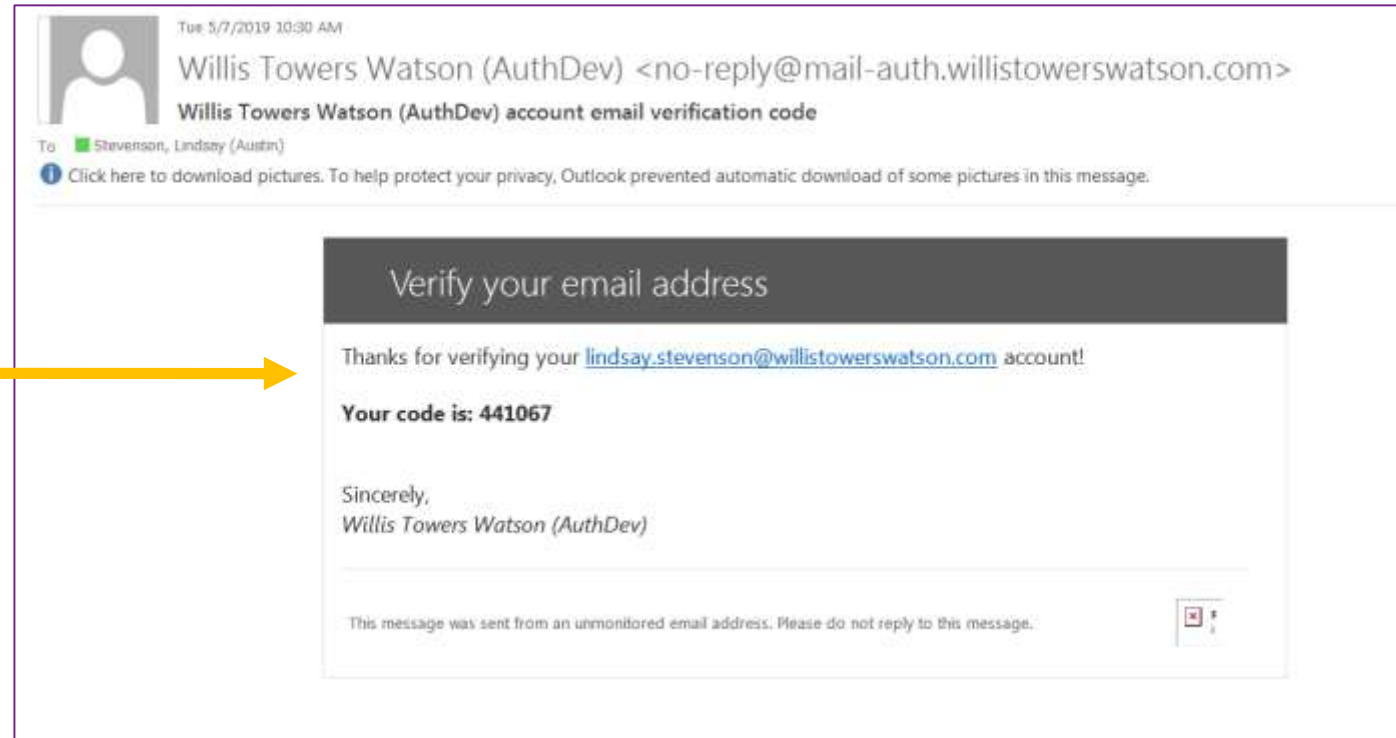 Tue 5/7/2019 10:30 AM
Willis Towers Watson (AuthDev) <no-reply@mail-auth.willistowerswatson.com>
Willis Towers Watson (AuthDev) account email verification code
To Stevenson, Lindsay (Austin)
Click here to download pictures. To help protect your privacy, Outlook prevented automatic download of some pictures in this message.
Verify your email address
Thanks for verifying your lindsay.stevenson@willistowerswatson.com account!
Your code is: 441067
Sincerely,
Willis Towers Watson (AuthDev)
This message was sent from an unmonitored email address. Please do not reply to this message.